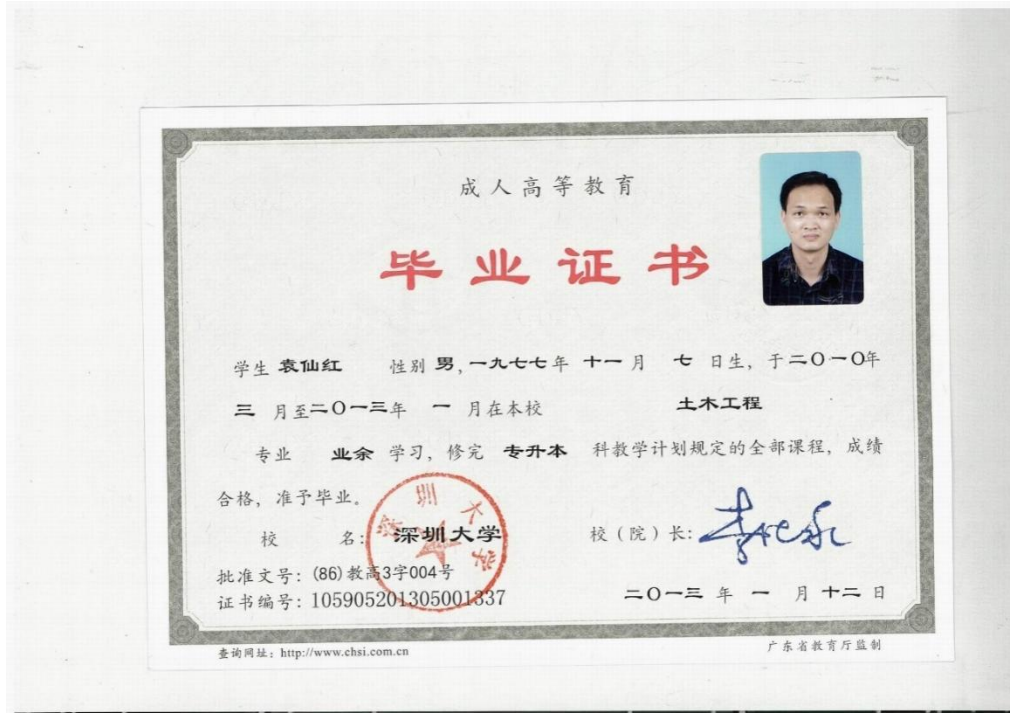 成人高等教育
毕业证书
学生 袁仙红 性别 男，一九七七年 十一 月 七 日生，于二〇一〇年
三 月至二〇一三年 一 月在本校 土木工程
专业 业余 学习，修完 专升本 科教学计划规定的全部课程，成绩
合格，准予毕业。
校 名： 深圳大学 校（院）长：
深圳大学
批准文号：(86)教高3字004号
证书编号：105905201305001337
二〇一三 年 一 月 十二 日
查询网址：http://www.chsi.com.cn
广东省教育厅监制